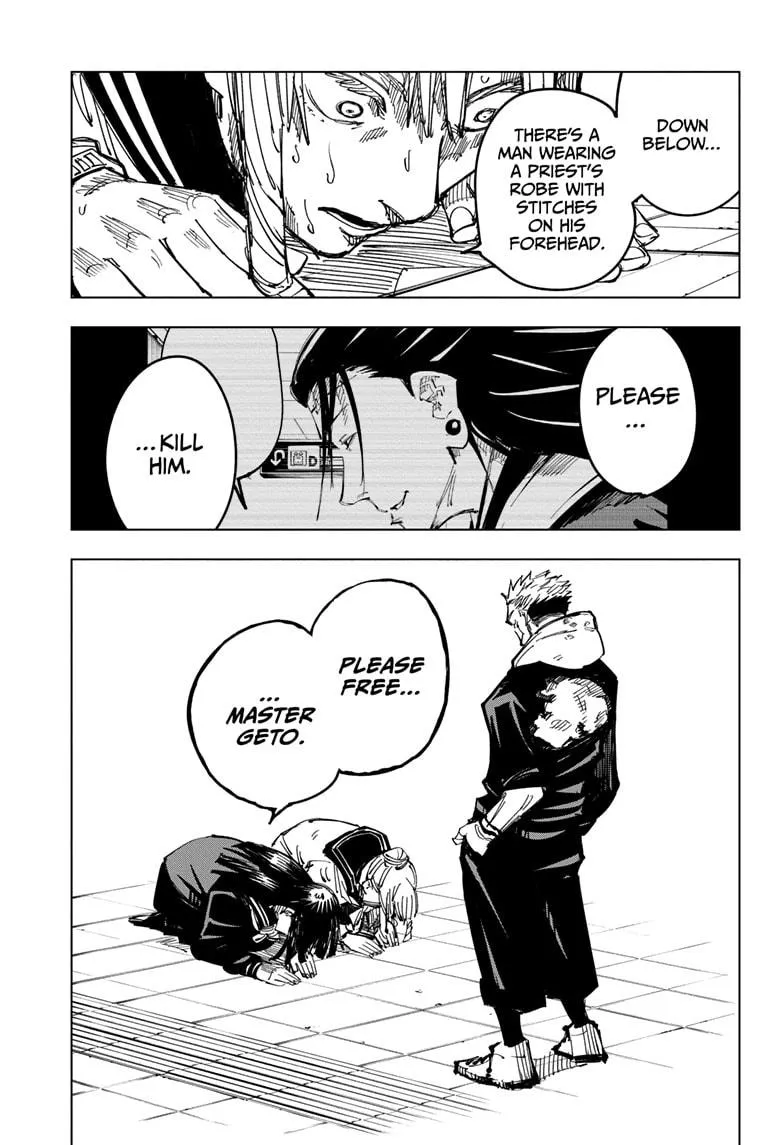 DOWN
BELOW...
THERE'S A
MAN WEARING
A PRIEST'S
ROBE WITH
STITCHES
ON HIS
FOREHEAD.
PLEASE
...
...KILL
HIM.
D
PLEASE
FREE...
...
MASTER
GETO.